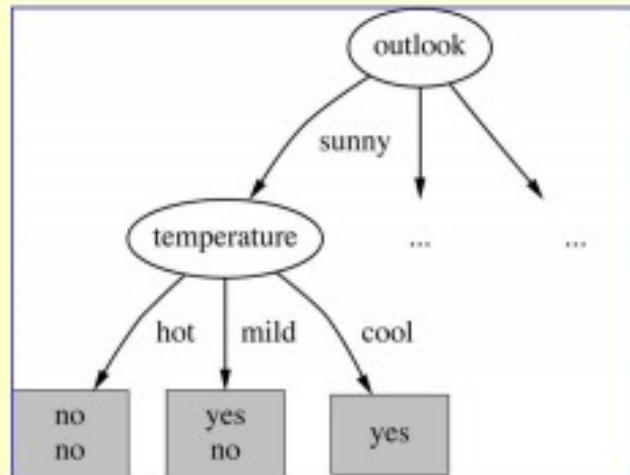 outlook
sunny
temperature
...
...
hot mild cool
no yes yes
no no